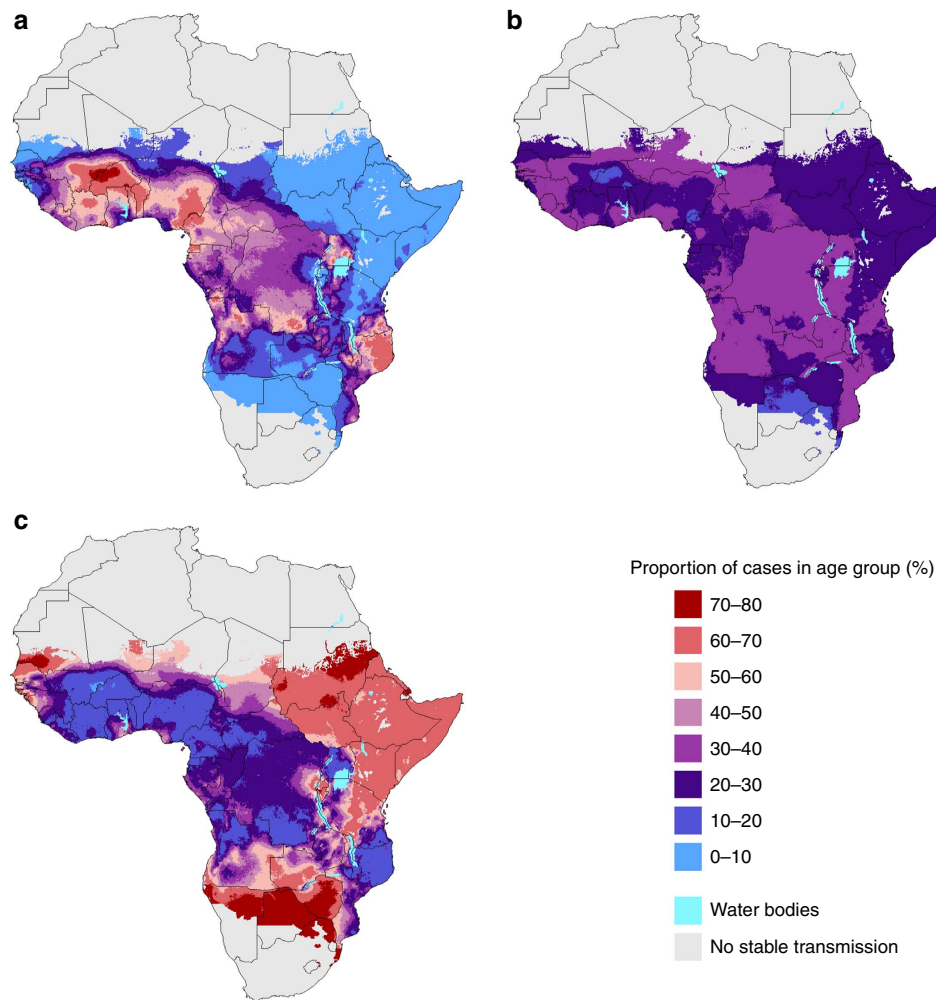 a
b
c
Proportion of cases in age group (%)
70–80
60–70
50–60
40–50
30–40
20–30
10–20
0–10
Water bodies
No stable transmission